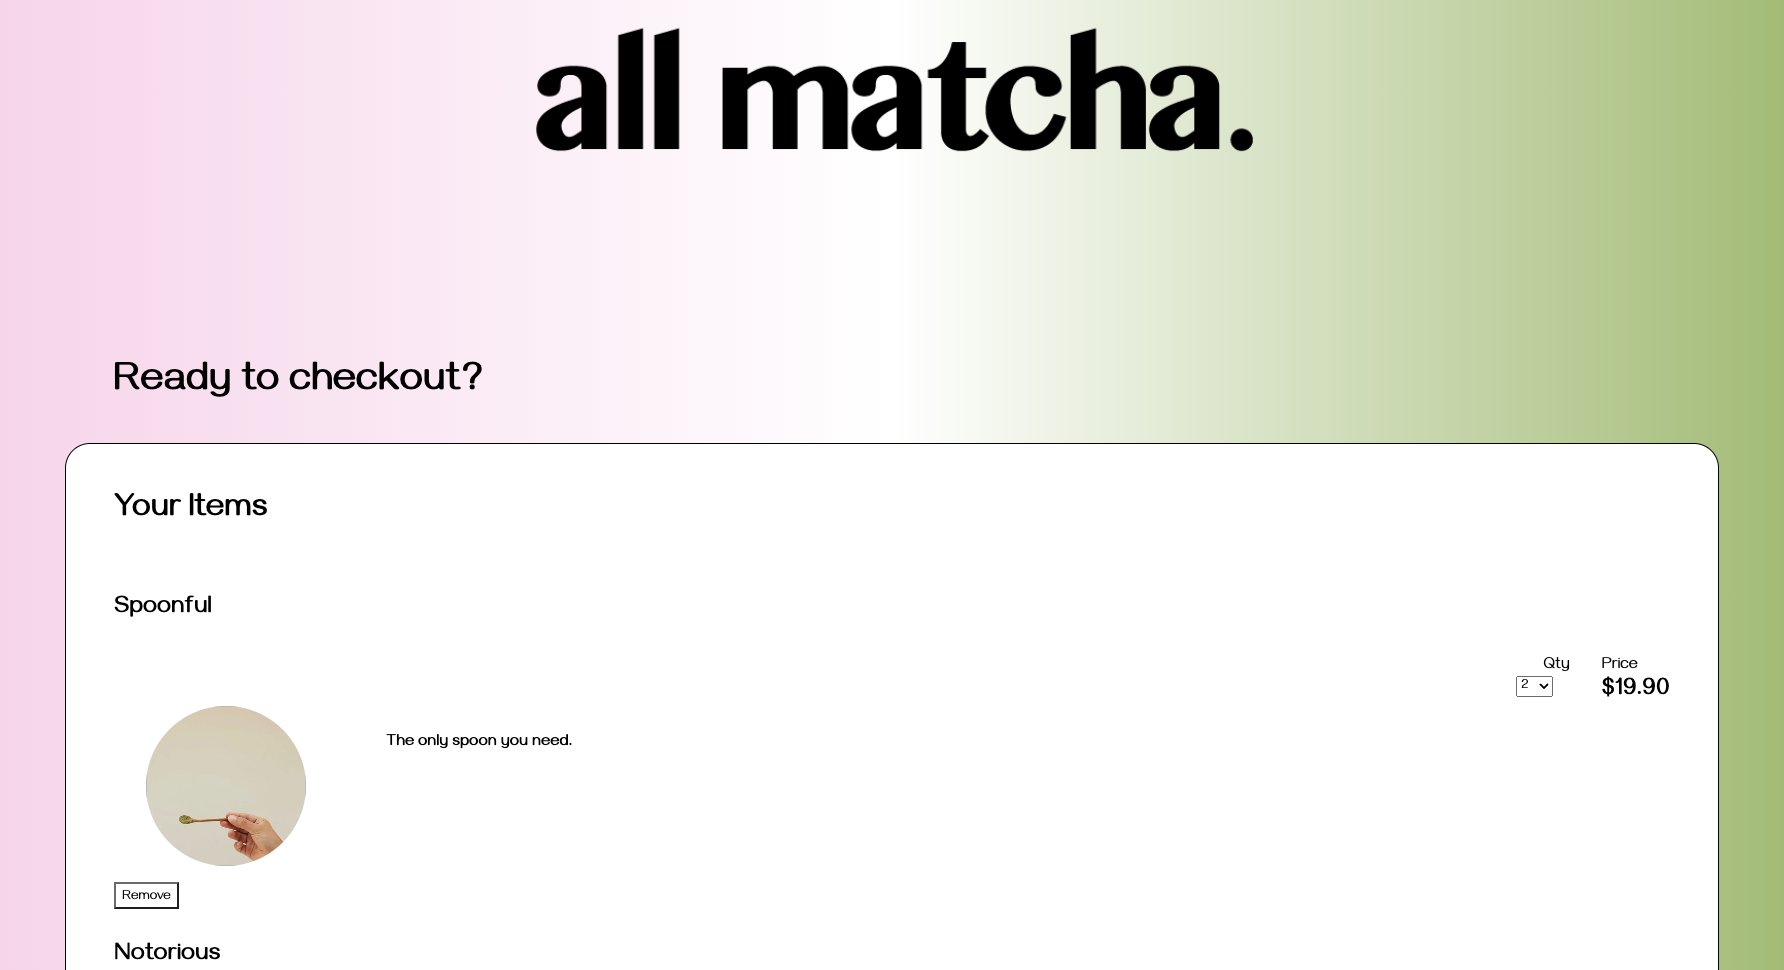 all matcha.
Ready to checkout?
Your Items
Spoonful
Qty Price
2 $19.90
The only spoon you need.
Remove
Notorious